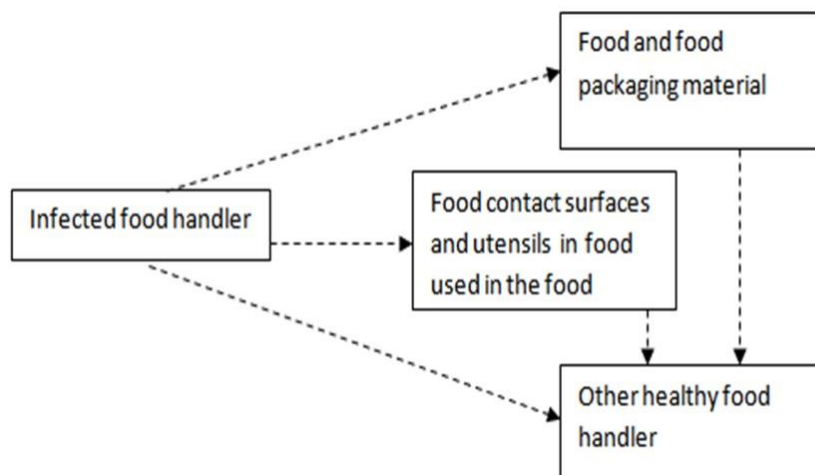 Food and food
packaging material
Infected food handler
Food contact surfaces
and utensils in food
used in the food
Other healthy food
handler